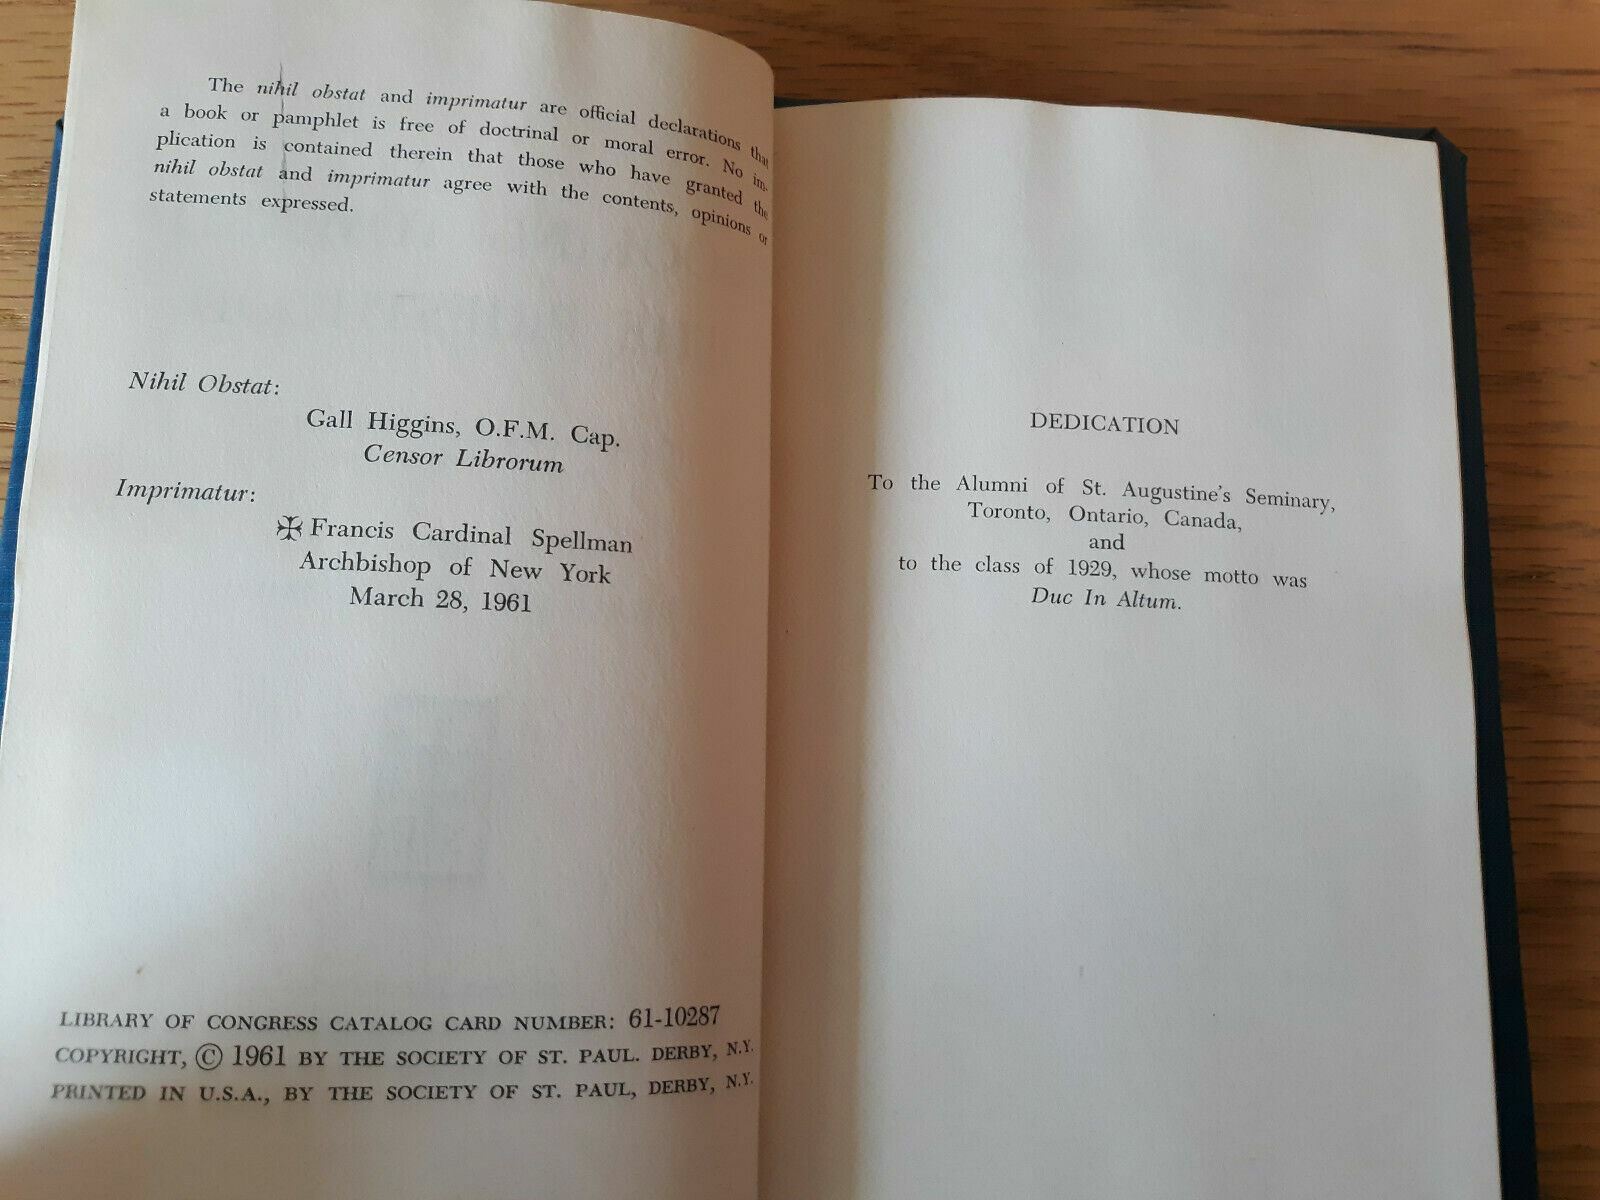 The nihil obstat and imprimatur are official declarations that
a book or pamphlet is free of doctrinal or moral error. No im-
plication is contained therein that those who have granted the
nihil obstat and imprimatur agree with the contents, opinions or
statements expressed.
Nihil Obstat:
Gall Higgins, O.F.M. Cap.
Censor Librorum
Imprimatur:
✠ Francis Cardinal Spellman
Archbishop of New York
March 28, 1961
LIBRARY OF CONGRESS CATALOG CARD NUMBER: 61-10287
COPYRIGHT, © 1961 BY THE SOCIETY OF ST. PAUL. DERBY, N.Y.
PRINTED IN U.S.A., BY THE SOCIETY OF ST. PAUL, DERBY, N.Y.
DEDICATION
To the Alumni of St. Augustine's Seminary,
Toronto, Ontario, Canada,
and
to the class of 1929, whose motto was
Duc In Altum.